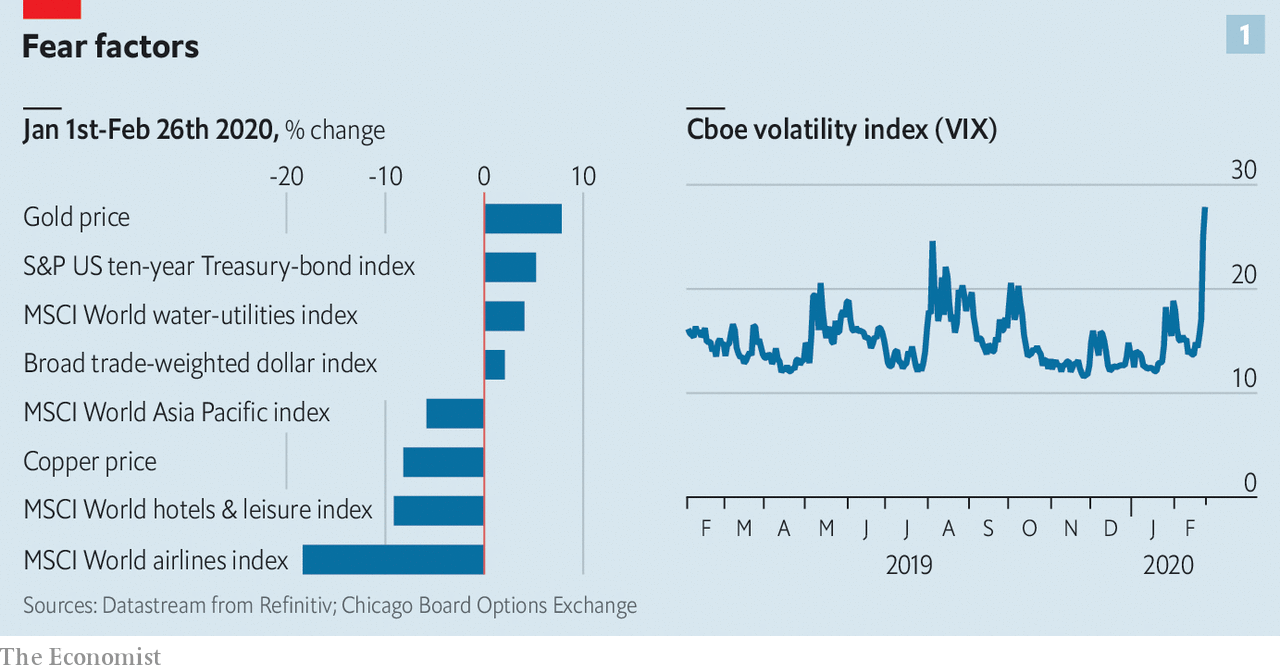 Fear factors
1
Jan 1st-Feb 26th 2020, % change
-20 -10 0 10
Gold price
S&P US ten-year Treasury-bond index
MSCI World water-utilities index
Broad trade-weighted dollar index
MSCI World Asia Pacific index
Copper price
MSCI World hotels & leisure index
MSCI World airlines index
Cboe volatility index (VIX)
30
20
10
0
F M A M J J A S O N D J F
2019 2020
Sources: Datastream from Refinitiv; Chicago Board Options Exchange
The Economist